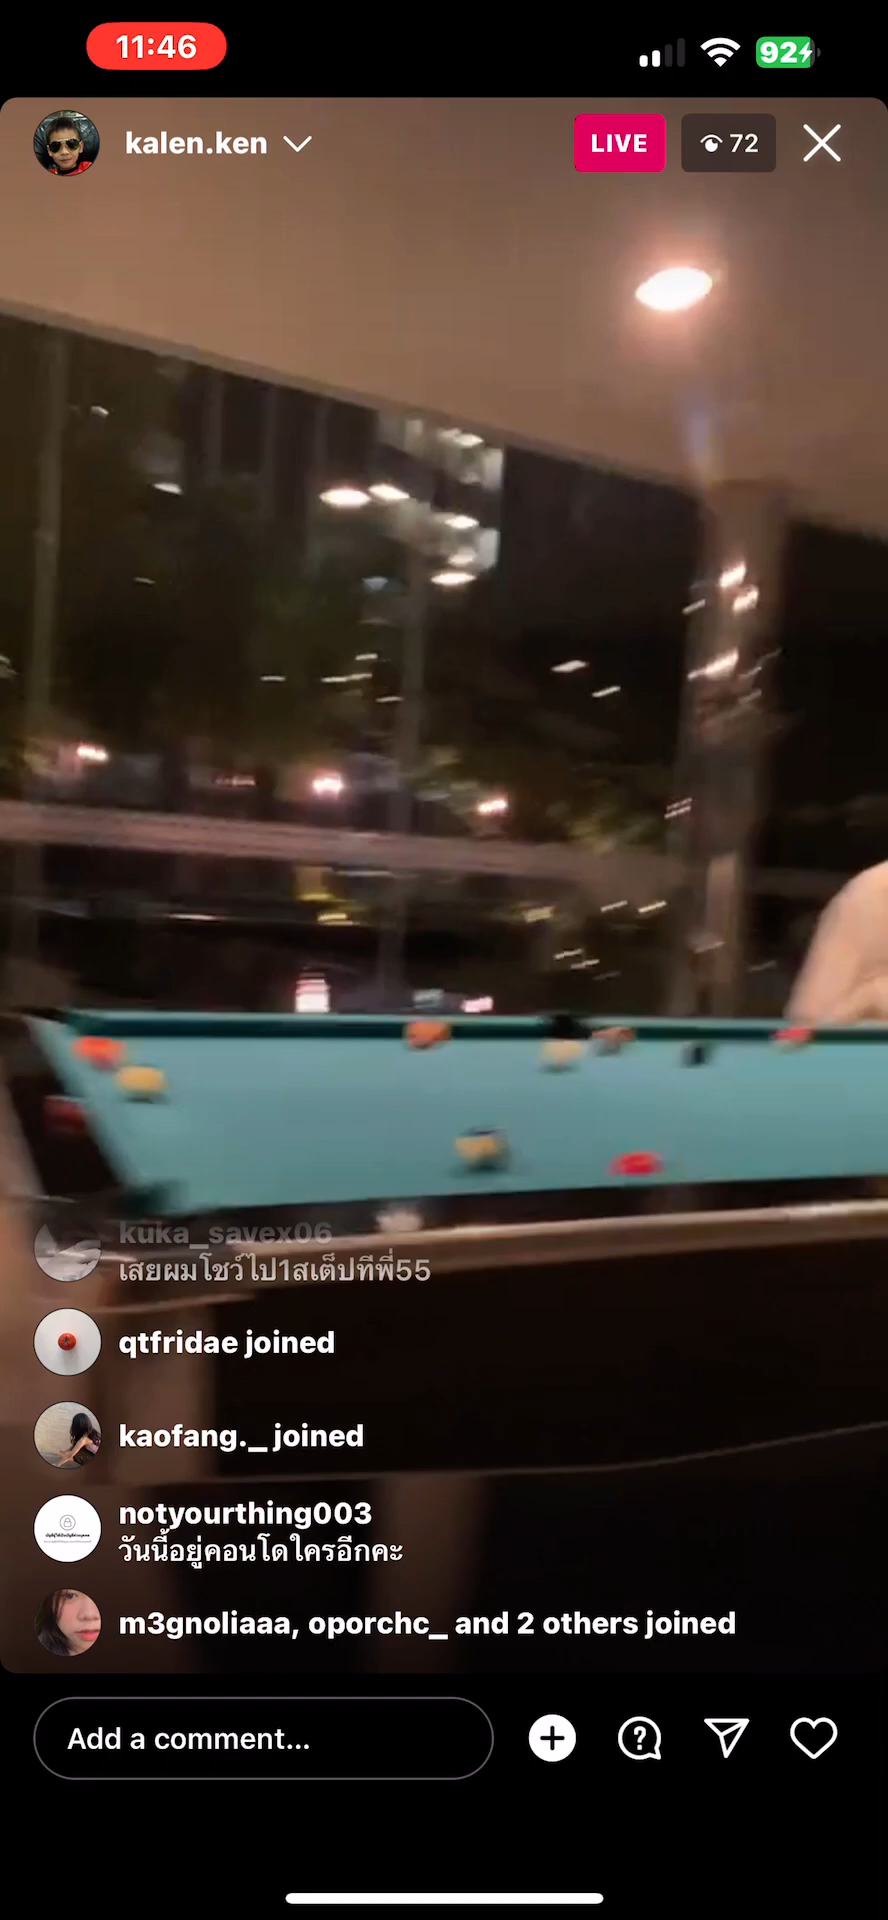 11:46
92
kalen.ken
LIVE
72
kuka_savex06
เสยผมโชว์ไป1สเต็ปทีพี่55
qtfridae joined
kaofang._ joined
notyourthing003
วันนี้อยู่คอนโดใครอีกคะ
m3gnoliaaa, oporchc_ and 2 others joined
Add a comment...